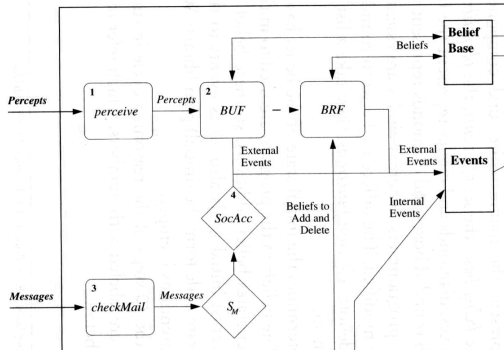 Belief
Base
Beliefs
1
2
Percepts
perceive
Percepts
BUF
BRF
External
Events
External
Events
Events
4
SocAcc
Beliefs to
Add and
Delete
Internal
Events
3
Messages
checkMail
Messages
S_M